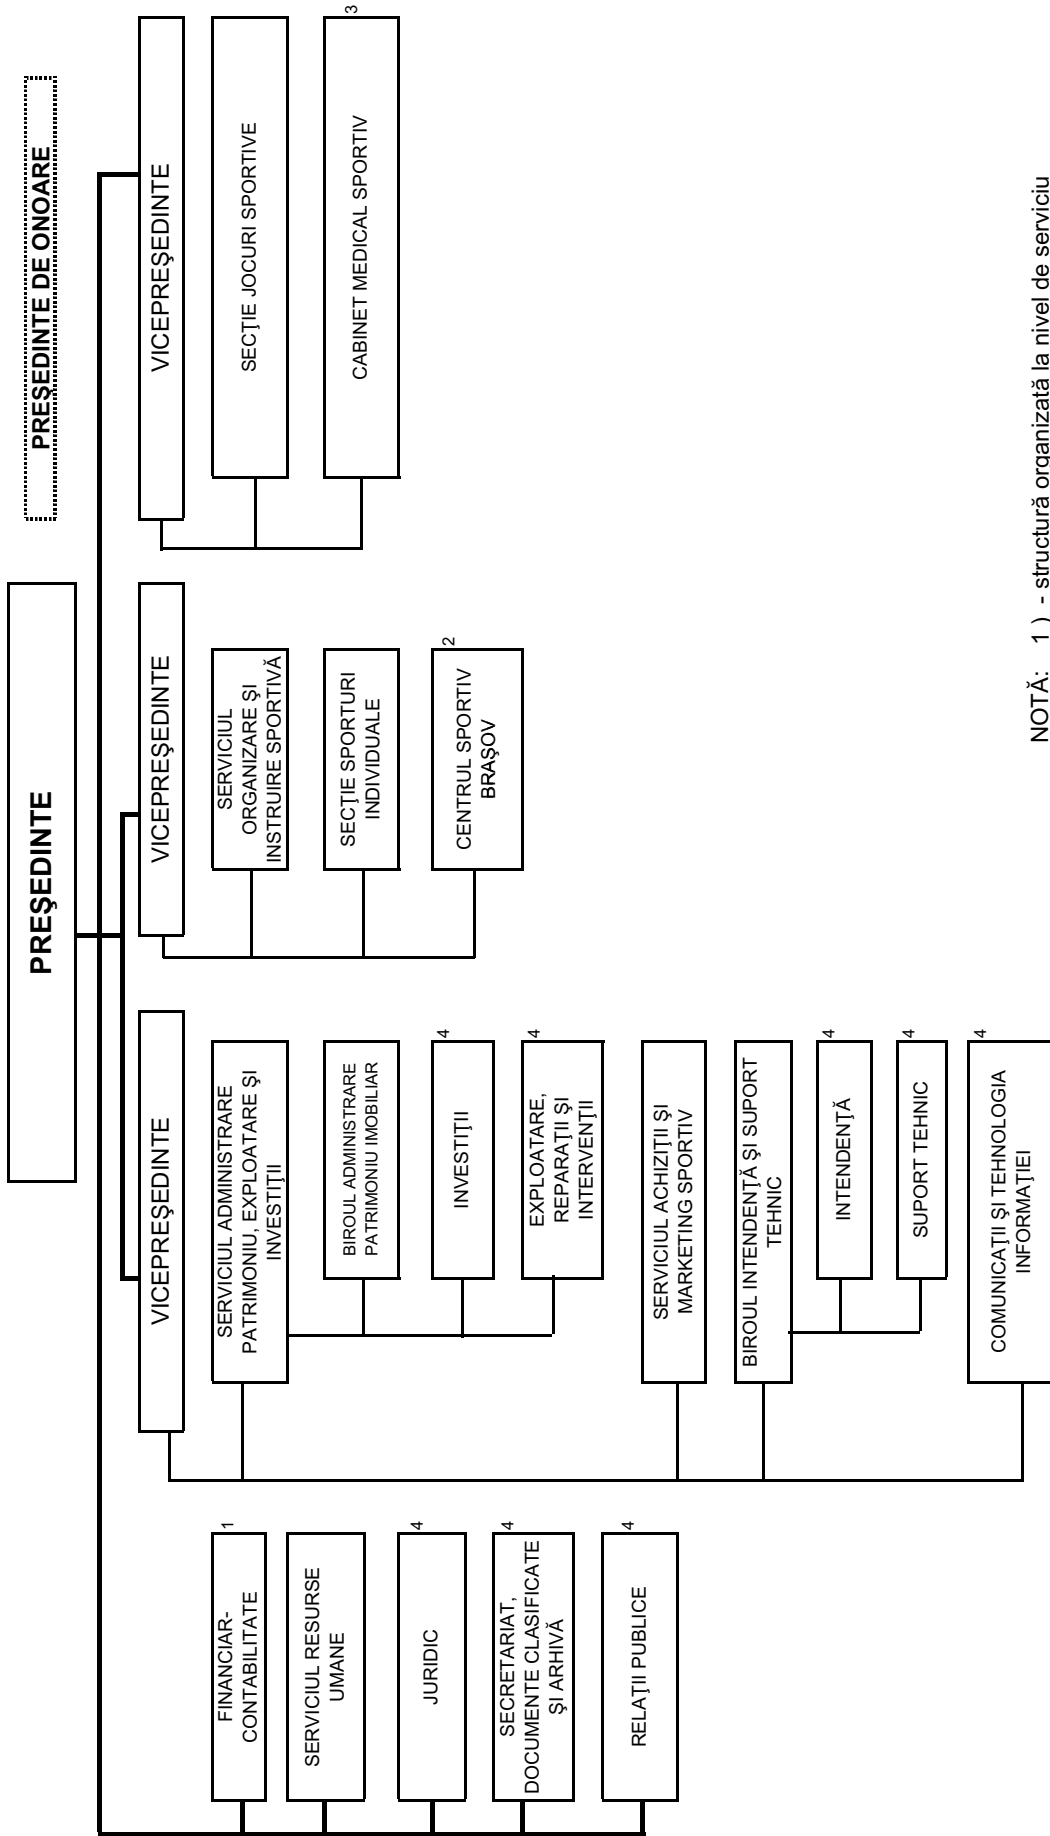 PREŞEDINTE
PREŞEDINTE DE ONOARE
FINANCIAR-
CONTABILITATE
1
SERVICIUL RESURSE
UMANE
JURIDIC
4
SECRETARIAT,
DOCUMENTE CLASIFICATE
ŞI ARHIVĂ
4
RELAŢII PUBLICE
4
VICEPREŞEDINTE
SERVICIUL ADMINISTRARE
PATRIMONIU, EXPLOATARE ŞI
INVESTIŢII
BIROUL ADMINISTRARE
PATRIMONIU IMOBILIAR
INVESTIŢII
4
EXPLOATARE,
REPARAŢII ŞI
INTERVENŢII
4
SERVICIUL ACHIZIŢII ŞI
MARKETING SPORTIV
BIROUL INTENDENŢĂ ŞI SUPORT
TEHNIC
INTENDENŢĂ
4
SUPORT TEHNIC
4
COMUNICAŢII ŞI TEHNOLOGIA
INFORMAŢIEI
4
VICEPREŞEDINTE
SERVICIUL
ORGANIZARE ŞI
INSTRUIRE SPORTIVĂ
SECŢIE SPORTURI
INDIVIDUALE
CENTRUL SPORTIV
BRAŞOV
2
VICEPREŞEDINTE
SECŢIE JOCURI SPORTIVE
CABINET MEDICAL SPORTIV
3
NOTĂ: 1 ) - structură organizată la nivel de serviciu